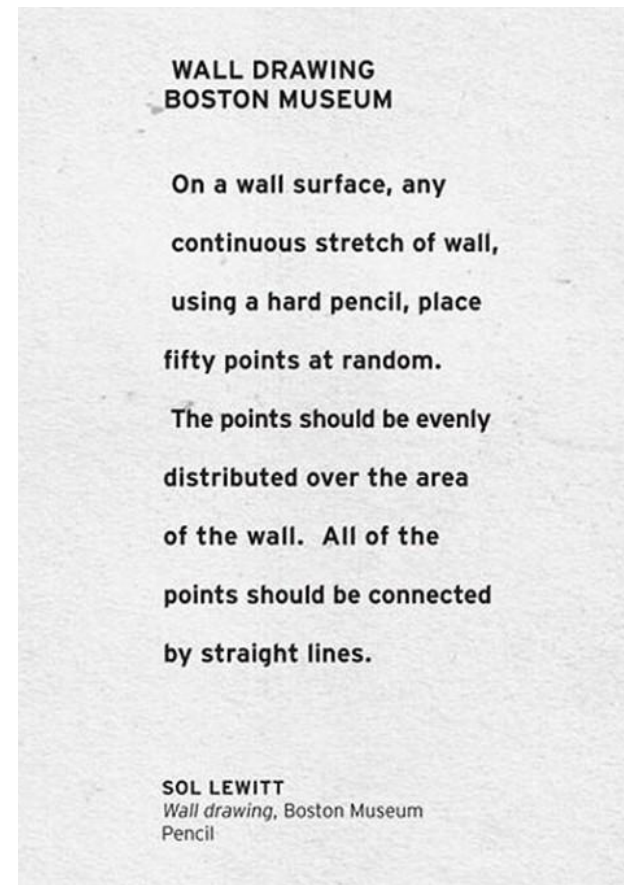 WALL DRAWING
BOSTON MUSEUM
On a wall surface, any
continuous stretch of wall,
using a hard pencil, place
fifty points at random.
The points should be evenly
distributed over the area
of the wall.  All of the
points should be connected
by straight lines.
SOL LEWITT
Wall drawing, Boston Museum
Pencil